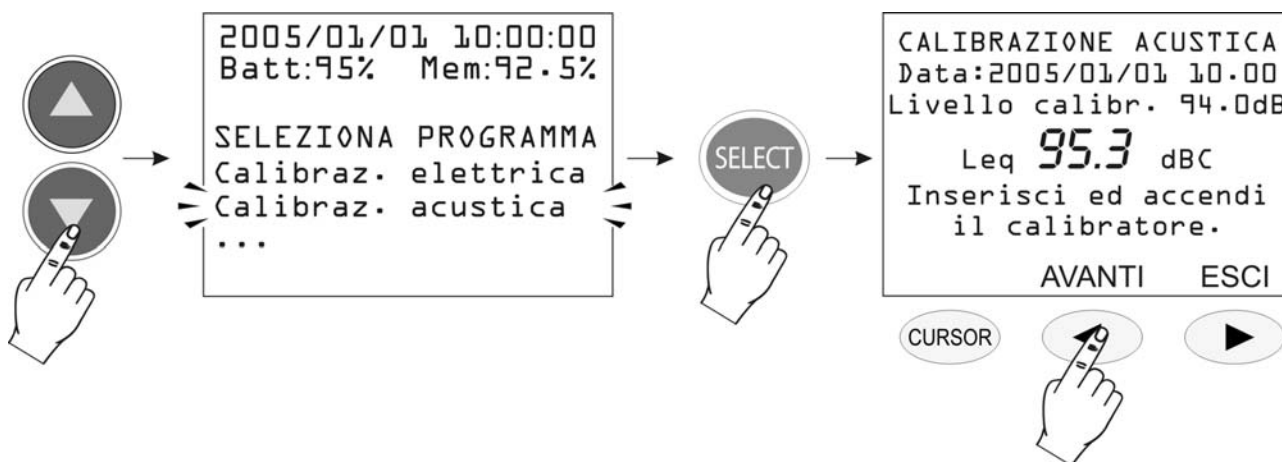 2005/01/01 10:00:00
Batt:95% Mem:92.5%
SELEZIONA PROGRAMMA
Calibraz. elettrica
Calibraz. acustica
...
SELECT
CALIBRAZIONE ACUSTICA
Data:2005/01/01 10.00
Livello calibr. 94.0dB
Leq 95.3 dBC
Inserisci ed accendi
il calibratore.
AVANTI ESCI
CURSOR